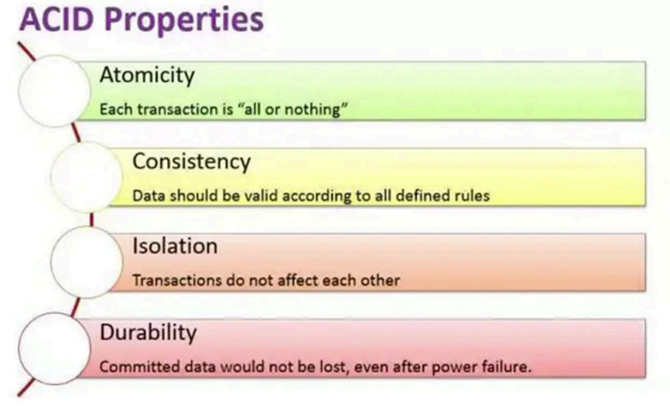 ACID Properties
Atomicity
Each transaction is “all or nothing”
Consistency
Data should be valid according to all defined rules
Isolation
Transactions do not affect each other
Durability
Committed data would not be lost, even after power failure.